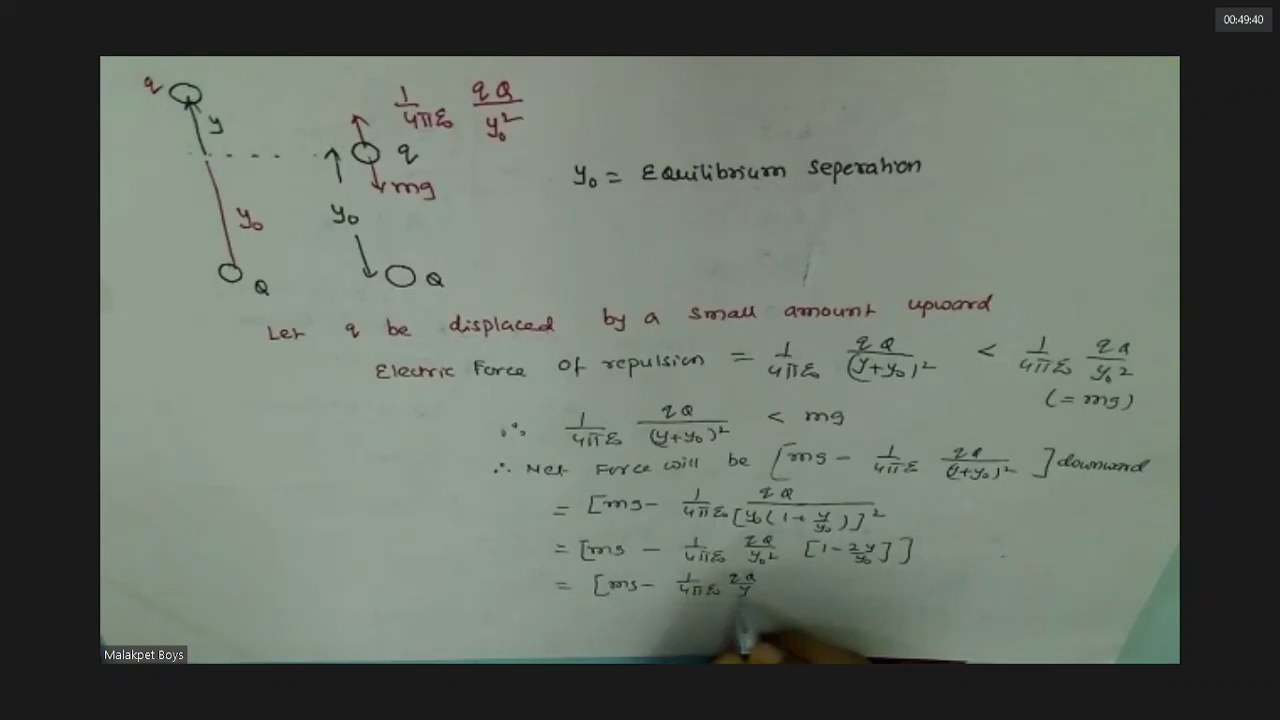 00:49:40
q
y
y₀
Q
1/4πε₀ qQ/y₀²
q
mg
y₀
Q
y₀ = Equilibrium seperation
Let q be displaced by a small amount upward
Electric Force of repulsion = 1/4πε₀ qQ/(y+y₀)² < 1/4πε₀ qQ/y₀²
(= mg)
∴ 1/4πε₀ qQ/(y+y₀)² < mg
∴ Net Force will be [mg - 1/4πε₀ qQ/(y+y₀)²] downward
= [mg - 1/4πε₀ qQ/[y₀(1+y/y₀)]²
= [mg - 1/4πε₀ qQ/y₀² [1-2y/y₀]]
= [mg - 1/4πε₀ qQ/y
Malakpet Boys